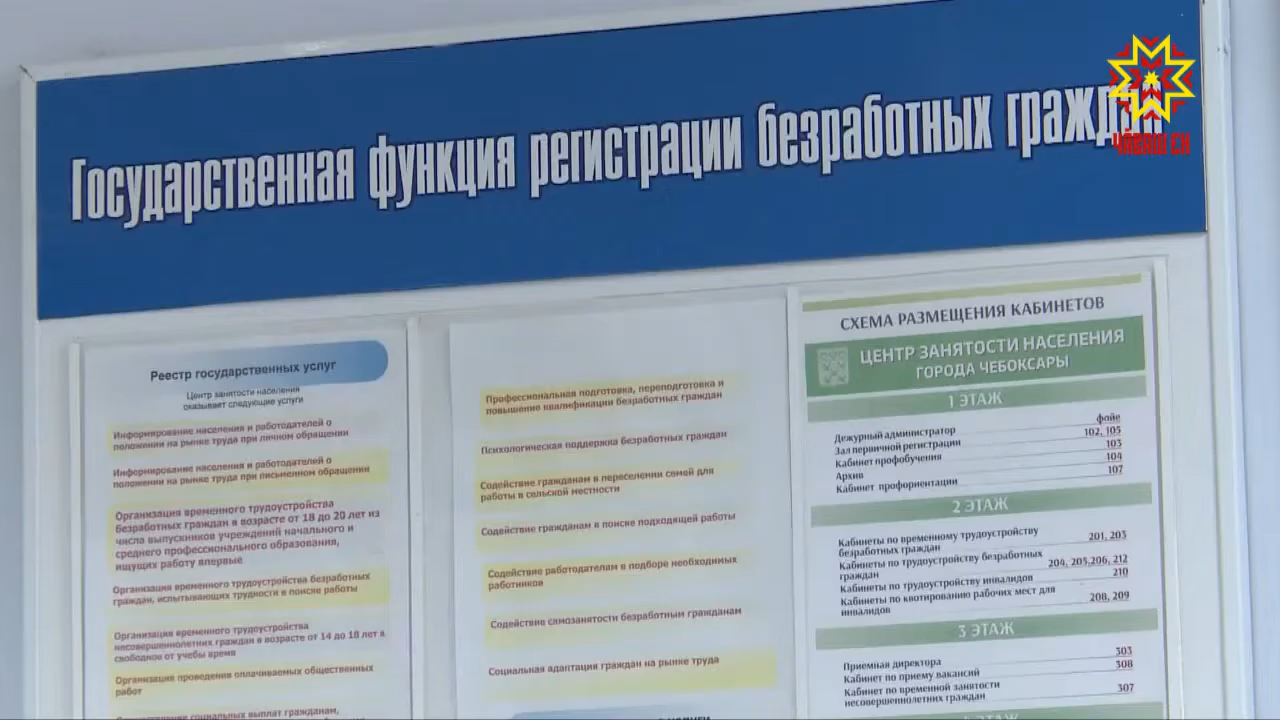 Государственная функция регистрации безработных граждан
ЧӐВАШ ЕН
Реестр государственных услуг
Центр занятости населения
оказывает следующие услуги
Информирование населения и работодателей о
положении на рынке труда при личном обращении
Информирование населения и работодателей о
положении на рынке труда при письменном обращении
Организация временного трудоустройства
безработных граждан в возрасте от 18 до 20 лет из
числа выпускников учреждений начального и
среднего профессионального образования,
ищущих работу впервые
Организация временного трудоустройства безработных
граждан, испытывающих трудности в поиске работы
Организация временного трудоустройства
несовершеннолетних граждан в возрасте от 14 до 18 лет в
свободное от учебы время
Организация проведения оплачиваемых общественных
работ
социальных выплат гражданам,
Профессиональная подготовка, переподготовка и
повышение квалификации безработных граждан
Психологическая поддержка безработных граждан
Содействие гражданам в переселении семей для
работы в сельской местности
Содействие гражданам в поиске подходящей работы
Содействие работодателям в подборе необходимых
работников
Содействие самозанятости безработным гражданам
Социальная адаптация граждан на рынке труда
СХЕМА РАЗМЕЩЕНИЯ КАБИНЕТОВ
ЦЕНТР ЗАНЯТОСТИ НАСЕЛЕНИЯ
ГОРОДА ЧЕБОКСАРЫ
1 ЭТАЖ
Дежурный администратор фойе
Зал первичной регистрации 102, 105
Кабинет профобучения 103
Архив 104
Кабинет профориентации 107
2 ЭТАЖ
Кабинеты по временному трудоустройству
безработных граждан 201, 203
Кабинеты по трудоустройству безработных
граждан 204, 205,206, 212
Кабинеты по трудоустройству инвалидов 210
Кабинеты по квотированию рабочих мест для
инвалидов 208, 209
3 ЭТАЖ
Приемная директора 303
Кабинет по приему вакансий 308
Кабинет по временной занятости
несовершеннолетних граждан 307